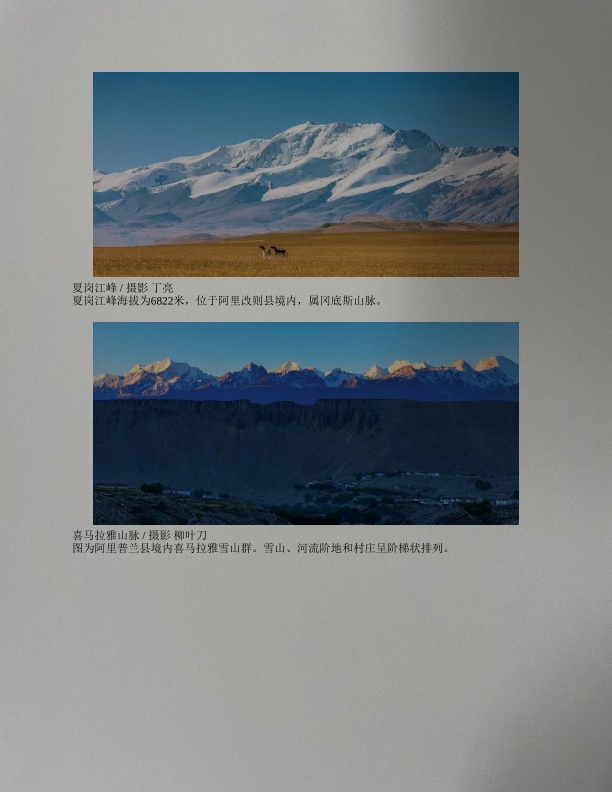 夏岗江峰 / 摄影 丁亮
夏岗江峰海拔为6822米，位于阿里改则县境内，属冈底斯山脉。
喜马拉雅山脉 / 摄影 柳叶刀
图为阿里普兰县境内喜马拉雅雪山群。雪山、河流阶地和村庄呈阶梯状排列。